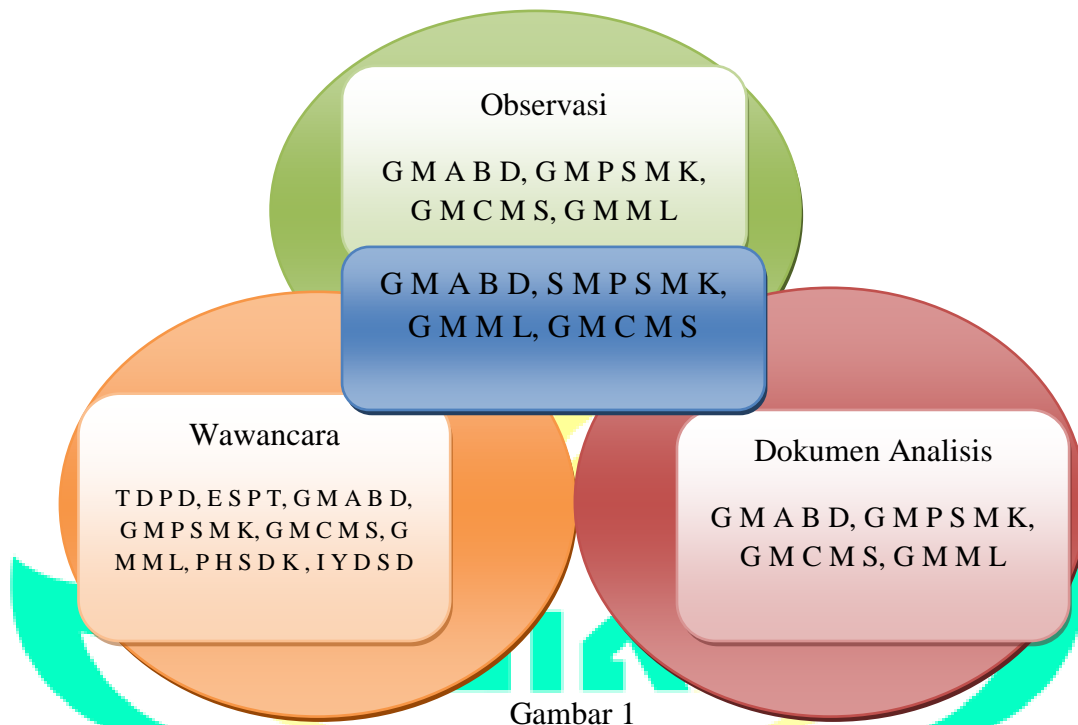 Observasi
G M A B D, G M P S M K,
G M C M S, G M M L
G M A B D, S M P S M K,
G M M L, G M C M S
Wawancara
T D P D, E S P T, G M A B D,
G M P S M K, G M C M S, G
M M L, P H S D K , I Y D S D
Dokumen Analisis
G M A B D, G M P S M K,
G M C M S, G M M L
Gambar 1